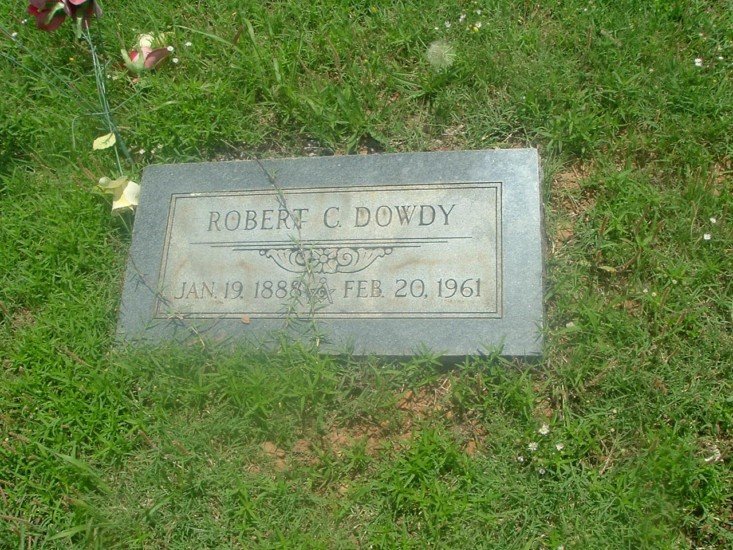 ROBERT C. DOWDY
JAN. 19. 1888 FEB. 20, 1961